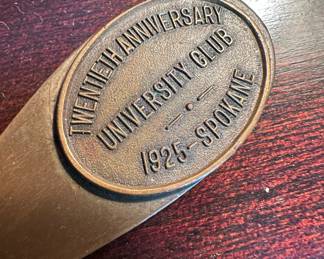 TWENTIETH ANNIVERSARY
UNIVERSITY CLUB
1925-SPOKANE